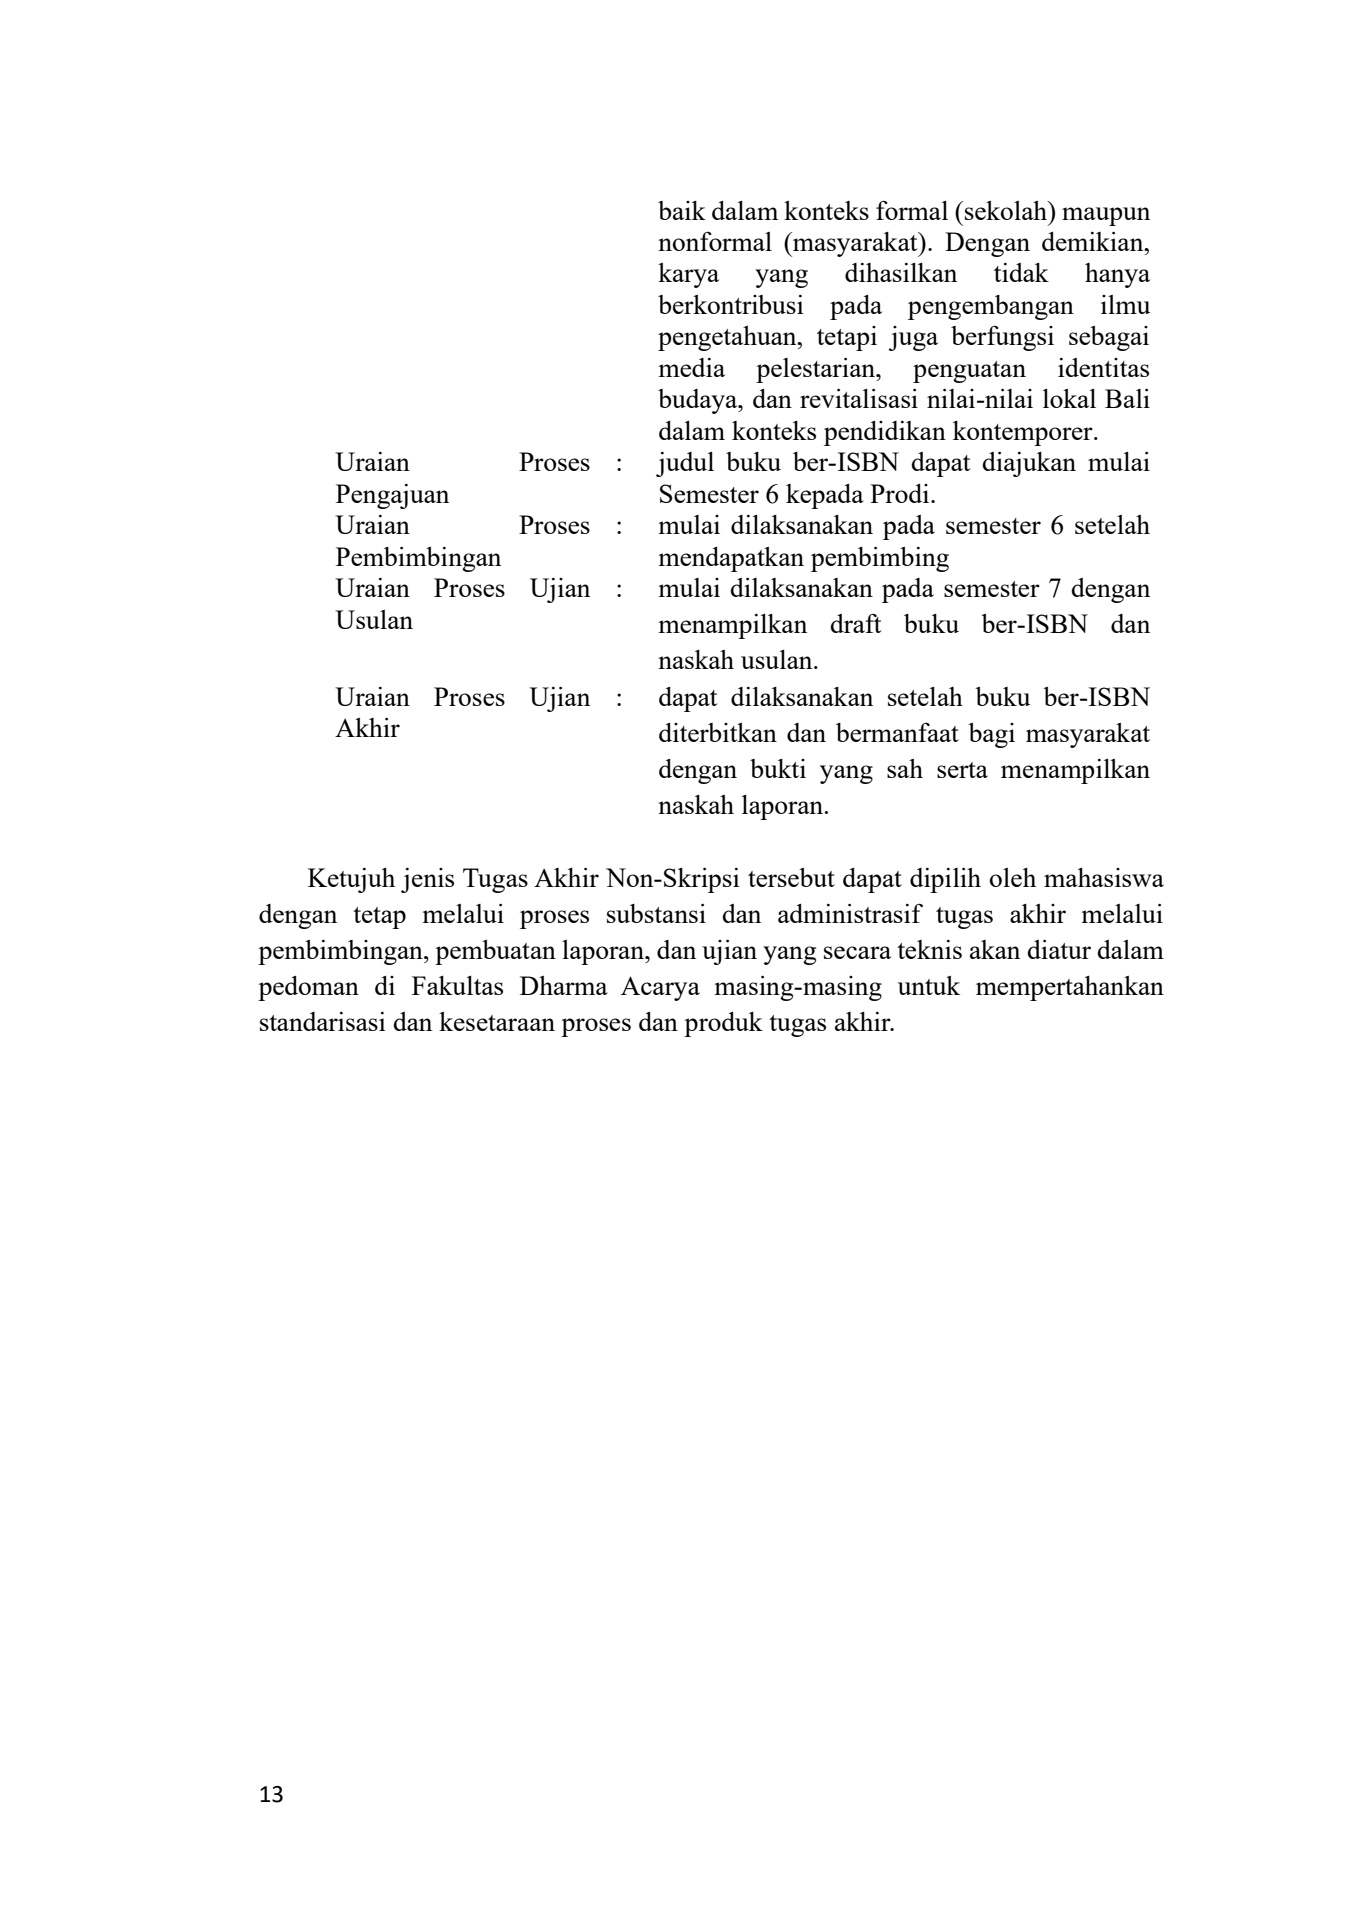 baik dalam konteks formal (sekolah) maupun
nonformal (masyarakat). Dengan demikian,
karya yang dihasilkan tidak hanya
berkontribusi pada pengembangan ilmu
pengetahuan, tetapi juga berfungsi sebagai
media pelestarian, penguatan identitas
budaya, dan revitalisasi nilai-nilai lokal Bali
dalam konteks pendidikan kontemporer.
Uraian Proses : judul buku ber-ISBN dapat diajukan mulai
Pengajuan Semester 6 kepada Prodi.
Uraian Proses : mulai dilaksanakan pada semester 6 setelah
Pembimbingan mendapatkan pembimbing
Uraian Proses Ujian : mulai dilaksanakan pada semester 7 dengan
Usulan menampilkan draft buku ber-ISBN dan
naskah usulan.
Uraian Proses Ujian : dapat dilaksanakan setelah buku ber-ISBN
Akhir diterbitkan dan bermanfaat bagi masyarakat
dengan bukti yang sah serta menampilkan
naskah laporan.
Ketujuh jenis Tugas Akhir Non-Skripsi tersebut dapat dipilih oleh mahasiswa
dengan tetap melalui proses substansi dan administrasif tugas akhir melalui
pembimbingan, pembuatan laporan, dan ujian yang secara teknis akan diatur dalam
pedoman di Fakultas Dharma Acarya masing-masing untuk mempertahankan
standarisasi dan kesetaraan proses dan produk tugas akhir.
13